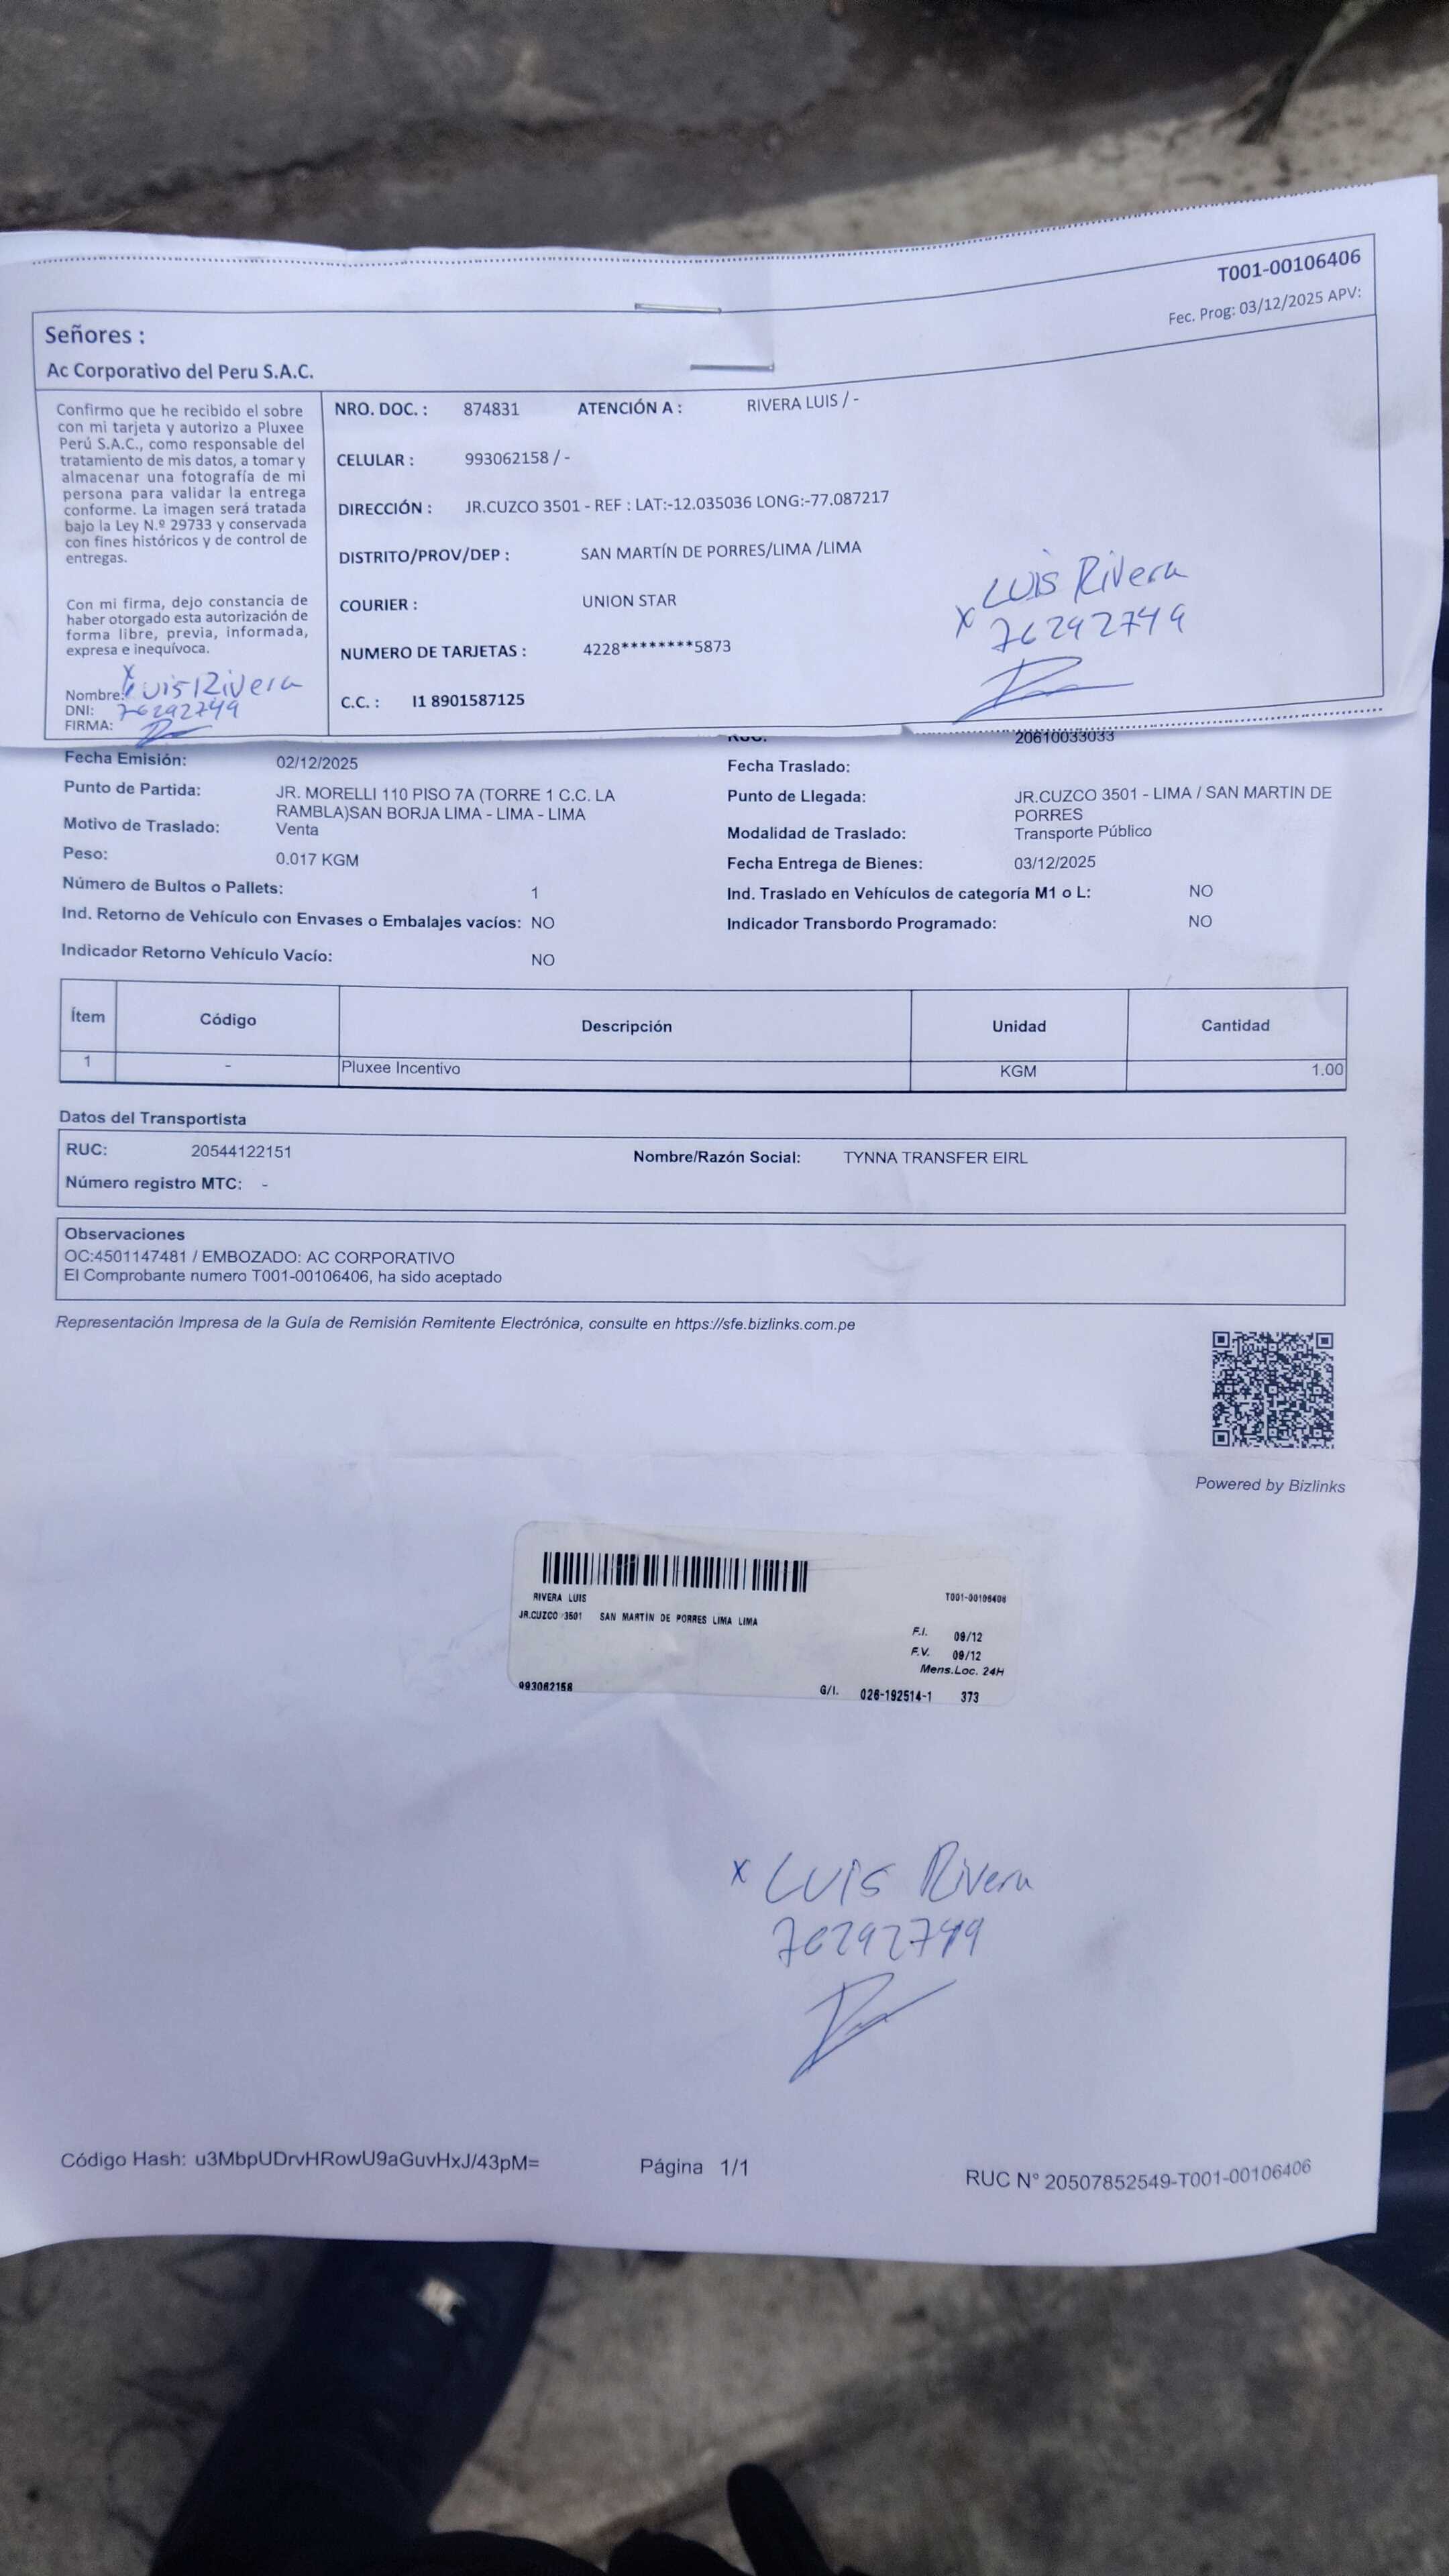 T001-00106406
Fec. Prog: 03/12/2025 APV:
Señores :
Ac Corporativo del Peru S.A.C.
Confirmo que he recibido el sobre
con mi tarjeta y autorizo a Pluxee
Perú S.A.C., como responsable del
tratamiento de mis datos, a tomar y
almacenar una fotografía de mi
persona para validar la entrega
conforme. La imagen será tratada
bajo la Ley N.º 29733 y conservada
con fines históricos y de control de
entregas.
Con mi firma, dejo constancia de
haber otorgado esta autorización de
forma libre, previa, informada,
expresa e inequívoca.
x
Nombre: Luis Rivera
DNI: 76292749
FIRMA:
NRO. DOC. : 874831 ATENCIÓN A : RIVERA LUIS / -
CELULAR : 993062158 / -
DIRECCIÓN : JR.CUZCO 3501 - REF : LAT:-12.035036 LONG:-77.087217
DISTRITO/PROV/DEP : SAN MARTÍN DE PORRES/LIMA /LIMA
COURIER : UNION STAR
NUMERO DE TARJETAS : 4228********5873
C.C. : I1 8901587125
Luis Rivera
x 76292749
RUC: 20610033033
Fecha Emisión: 02/12/2025 Fecha Traslado:
Punto de Partida: JR. MORELLI 110 PISO 7A (TORRE 1 C.C. LA
RAMBLA)SAN BORJA LIMA - LIMA - LIMA
Punto de Llegada: JR.CUZCO 3501 - LIMA / SAN MARTIN DE
PORRES
Motivo de Traslado: Venta Modalidad de Traslado: Transporte Público
Peso: 0.017 KGM Fecha Entrega de Bienes: 03/12/2025
Número de Bultos o Pallets: 1 Ind. Traslado en Vehículos de categoría M1 o L: NO
Ind. Retorno de Vehículo con Envases o Embalajes vacíos: NO Indicador Transbordo Programado: NO
Indicador Retorno Vehículo Vacío: NO
Ítem Código Descripción Unidad Cantidad
1 - Pluxee Incentivo KGM 1.00
Datos del Transportista
RUC: 20544122151 Nombre/Razón Social: TYNNA TRANSFER EIRL
Número registro MTC: -
Observaciones
OC:4501147481 / EMBOZADO: AC CORPORATIVO
El Comprobante numero T001-00106406, ha sido aceptado
Representación Impresa de la Guía de Remisión Remitente Electrónica, consulte en https://sfe.bizlinks.com.pe
Powered by Bizlinks
RIVERA LUIS T001-00106406
JR.CUZCO 3501 SAN MARTÍN DE PORRES LIMA LIMA
F.I. 09/12
F.V. 09/12
Mens.Loc. 24H
993062158 G/I. 026-192514-1 373
x Luis Rivera
76292749
Código Hash: u3MbpUDrvHRowU9aGuvHxJ/43pM= Página 1/1 RUC N° 20507852549-T001-00106406